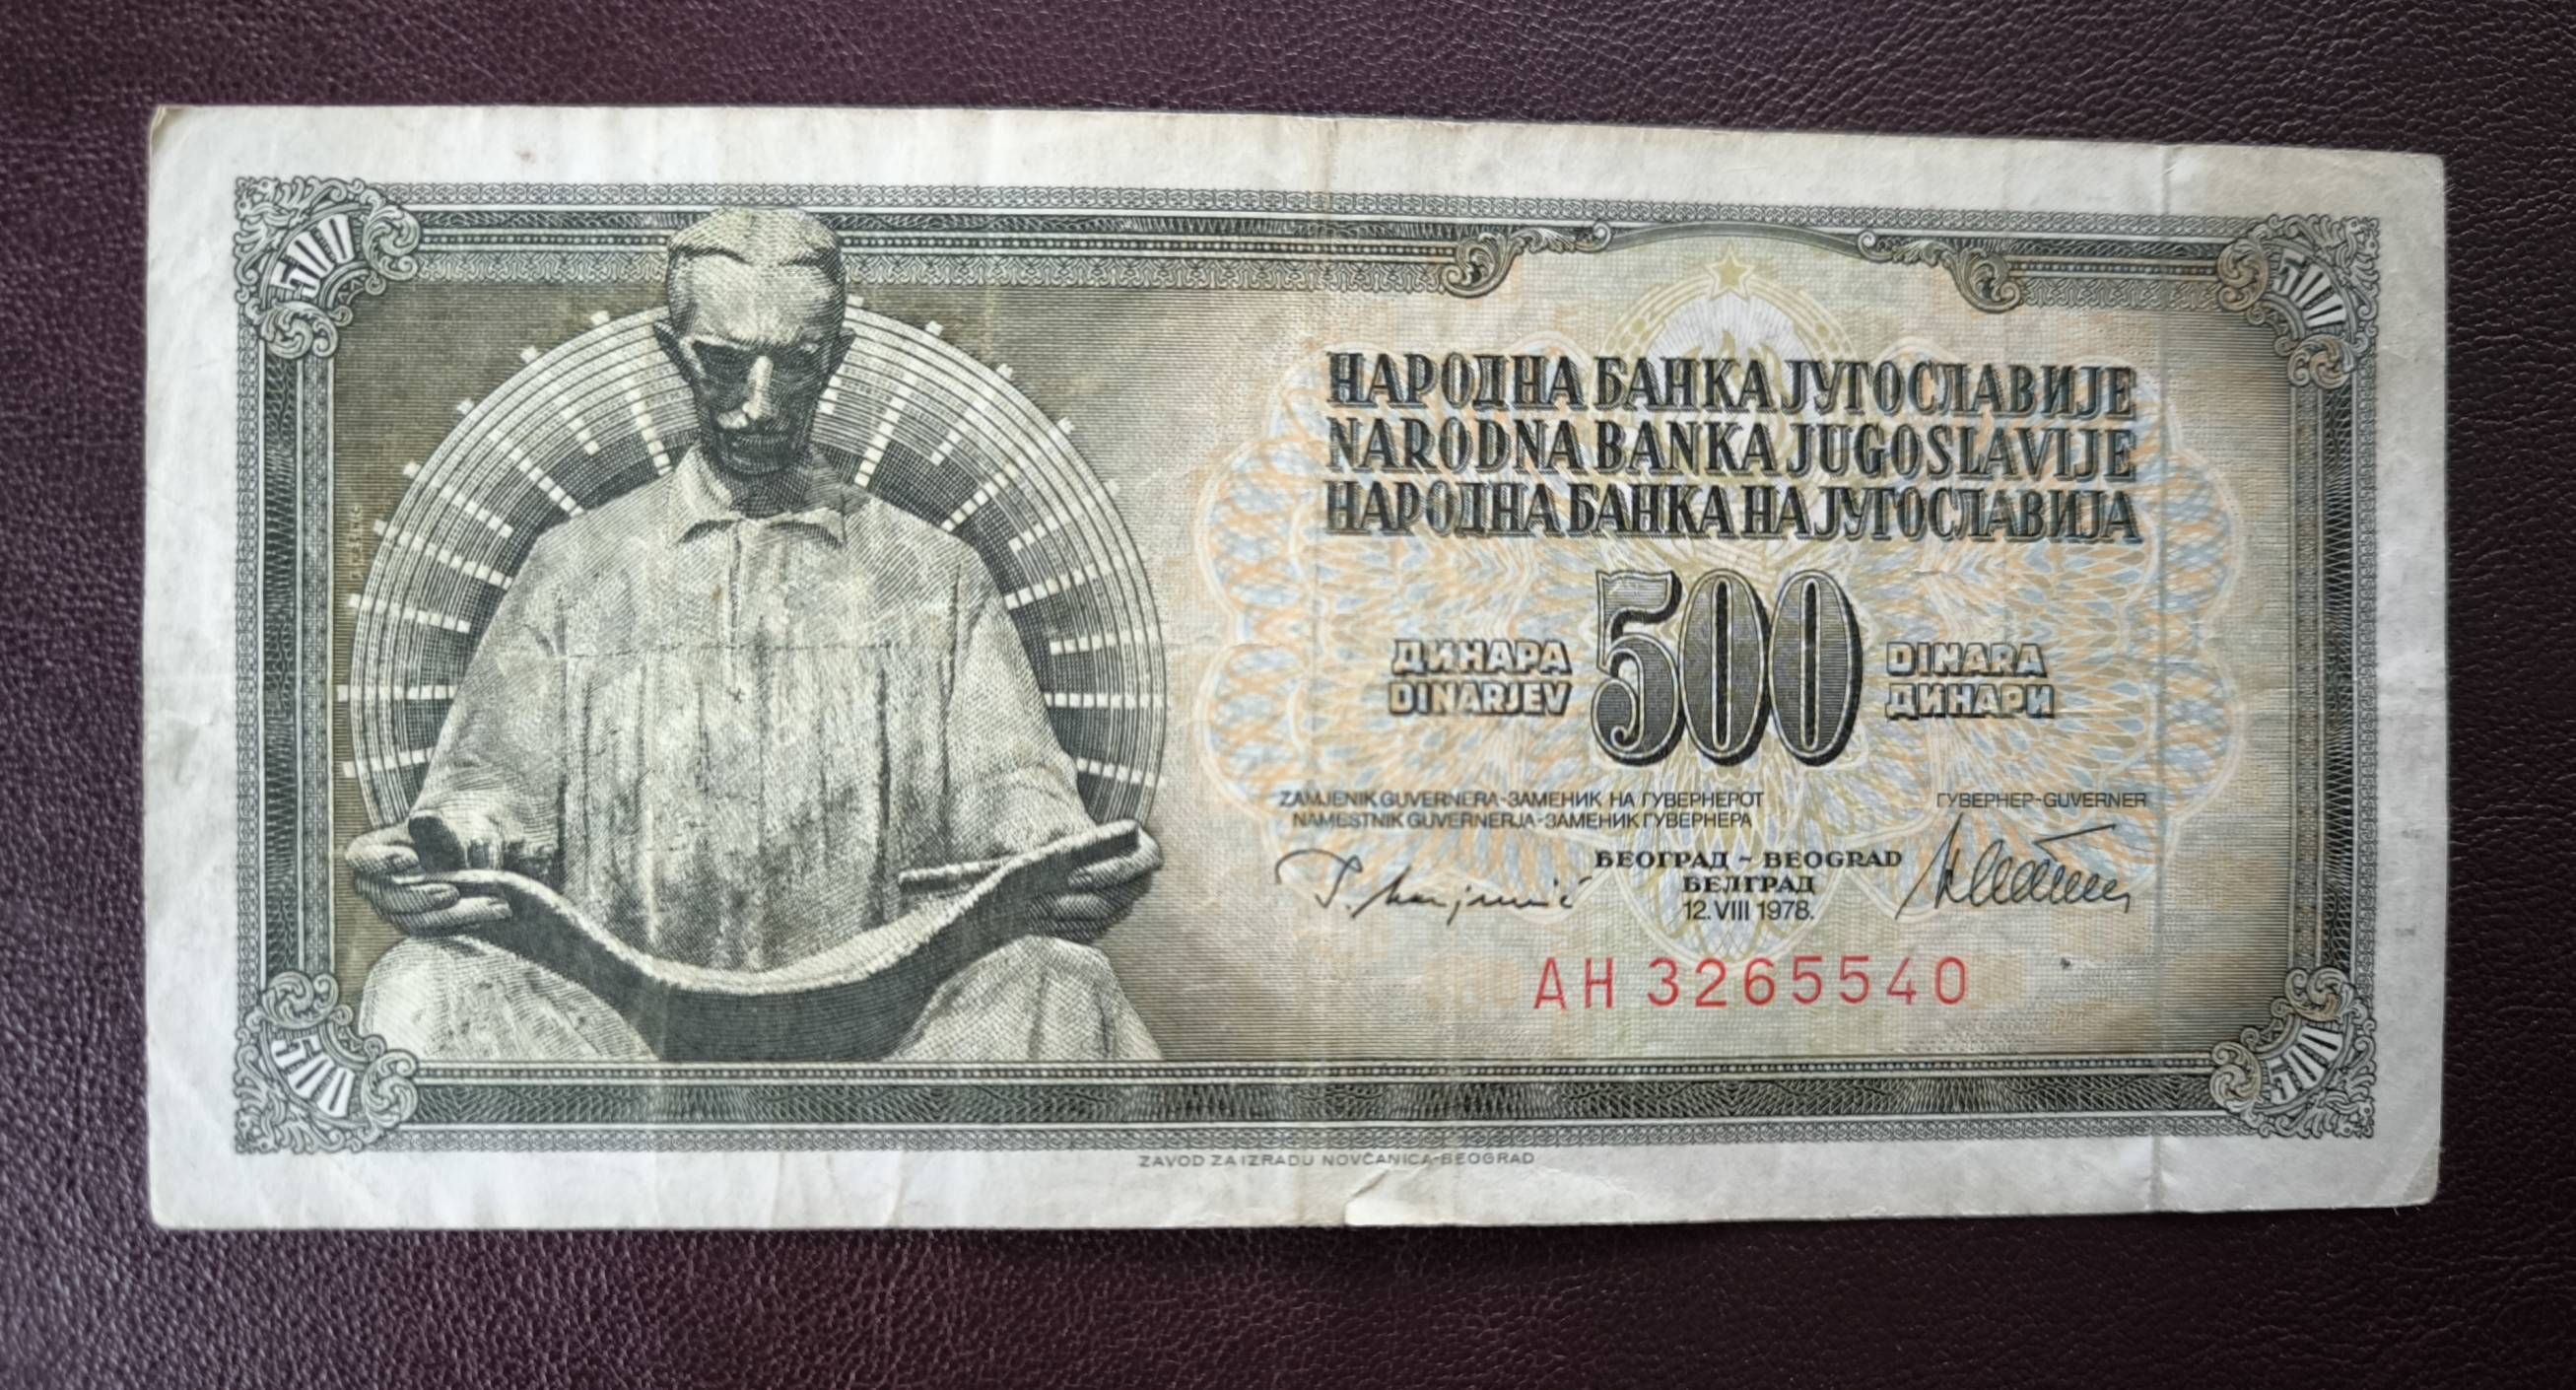 500
500
НАРОДНА БАНКА ЈУГОСЛАВИЈЕ
NARODNA BANKA JUGOSLAVIJE
НАРОДНА БАНКА НА ЈУГОСЛАВИЈА
ДИНАРА 500 DINARA
DINARJEV ДИНАРИ
ZAMJENIK GUVERNERA-ЗАМЕНИК НА ГУВЕРНЕРОТ ГУВЕРНЕР-GUVERNER
NAMESTNIK GUVERNERJA-ЗАМЕНИК ГУВЕРНЕРА
БЕОГРАД ~ BEOGRAD
БЕЛГРАД
12. VIII 1978.
АН 3265540
500
500
ZAVOD ZA IZRADU NOVČANICA-BEOGRAD